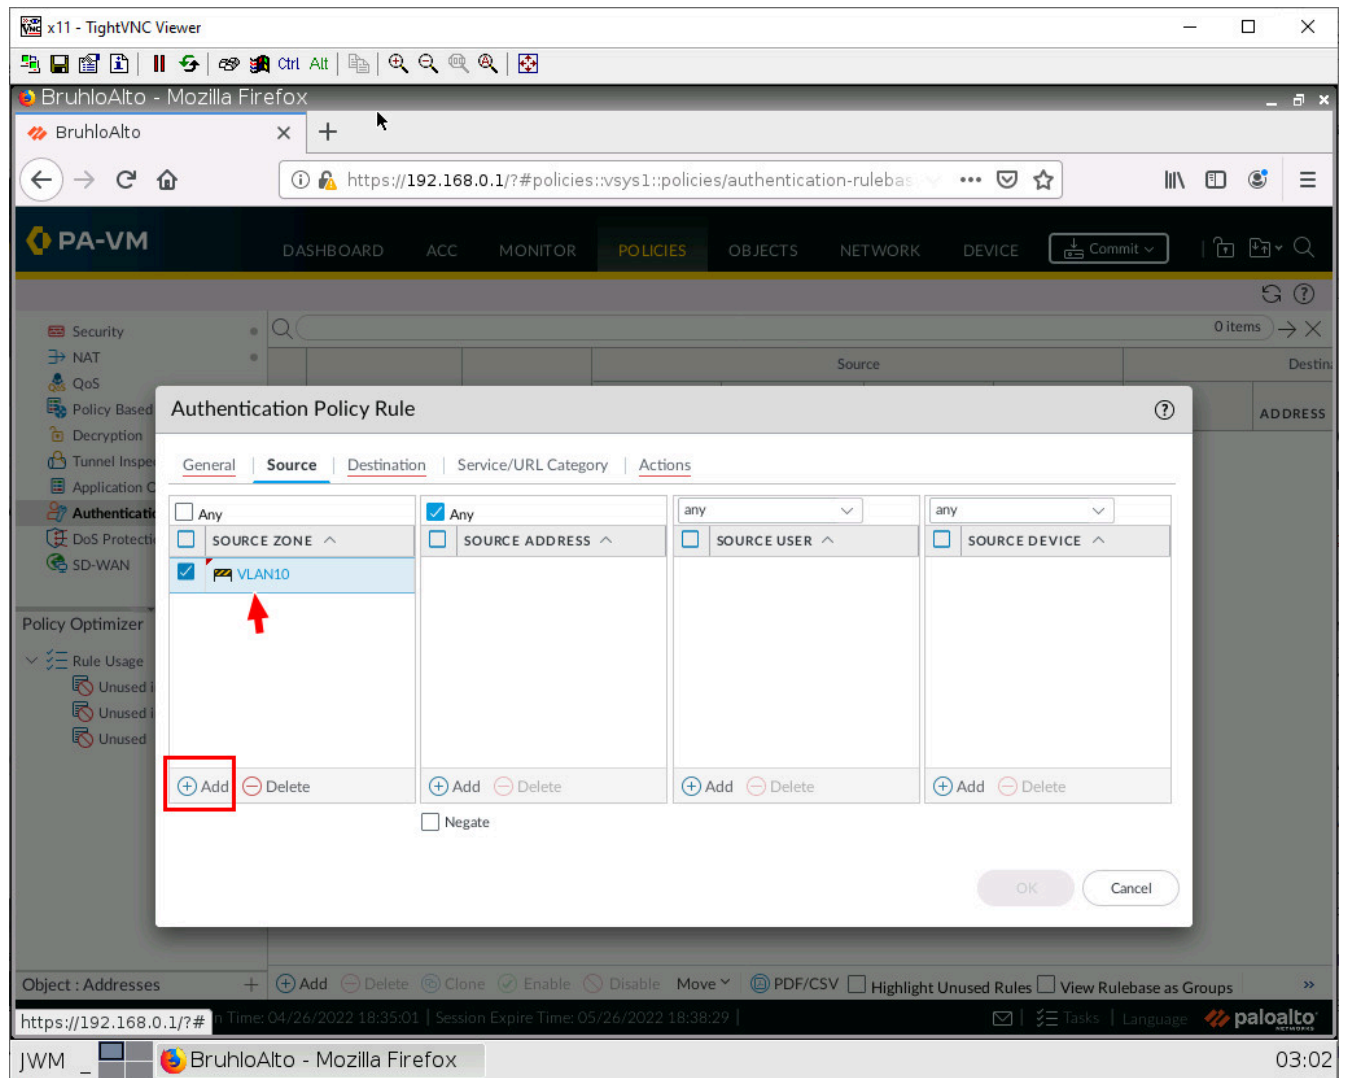 x11 - TightVNC Viewer
Ctrl Alt
BruhloAlto - Mozilla Firefox
BruhloAlto
https://192.168.0.1/?#policies::vsys1::policies/authentication-rulebas
PA-VM
DASHBOARD ACC MONITOR POLICIES OBJECTS NETWORK DEVICE Commit
Security
0 items
NAT
Source
Destina
QoS
Policy Based
ADDRESS
Decryption
Tunnel Inspe
Application C
Authenticatio
DoS Protectio
SD-WAN
Policy Optimizer
Rule Usage
Unused i
Unused i
Unused
Authentication Policy Rule
General Source Destination Service/URL Category Actions
Any Any any any
SOURCE ZONE SOURCE ADDRESS SOURCE USER SOURCE DEVICE
VLAN10
Add Delete Add Delete Add Delete Add Delete
Negate
OK Cancel
Object : Addresses
Add Delete Clone Enable Disable Move PDF/CSV Highlight Unused Rules View Rulebase as Groups
https://192.168.0.1/?#
n Time: 04/26/2022 18:35:01 | Session Expire Time: 05/26/2022 18:38:29 |
Tasks | Language paloalto
NETWORKS
JWM BruhloAlto - Mozilla Firefox 03:02